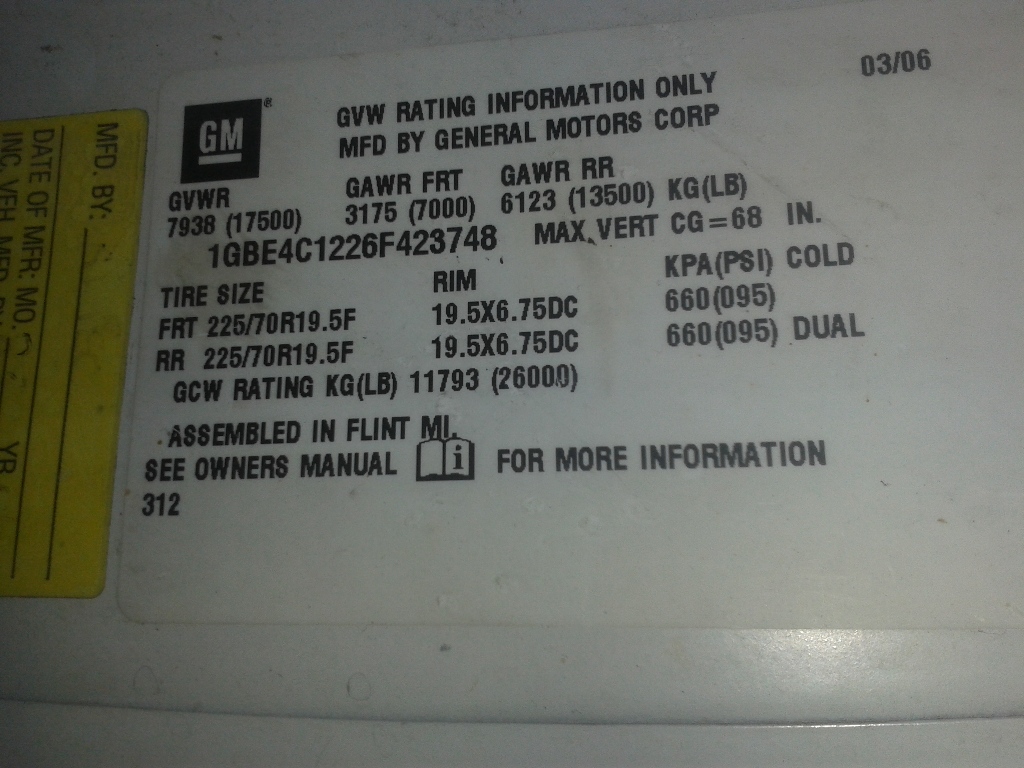 03/06
GM ®
GVW RATING INFORMATION ONLY
MFD BY GENERAL MOTORS CORP
GVWR GAWR FRT GAWR RR
7938 (17500) 3175 (7000) 6123 (13500) KG(LB)
1GBE4C1226F423748 MAX. VERT CG=68 IN.
TIRE SIZE RIM KPA(PSI) COLD
FRT 225/70R19.5F 19.5X6.75DC 660(095)
RR 225/70R19.5F 19.5X6.75DC 660(095) DUAL
GCW RATING KG(LB) 11793 (26000)
ASSEMBLED IN FLINT MI.
SEE OWNERS MANUAL i FOR MORE INFORMATION
312
MFD. BY:
DATE OF MFR: MO. YR.
INC. VEH. MFD.